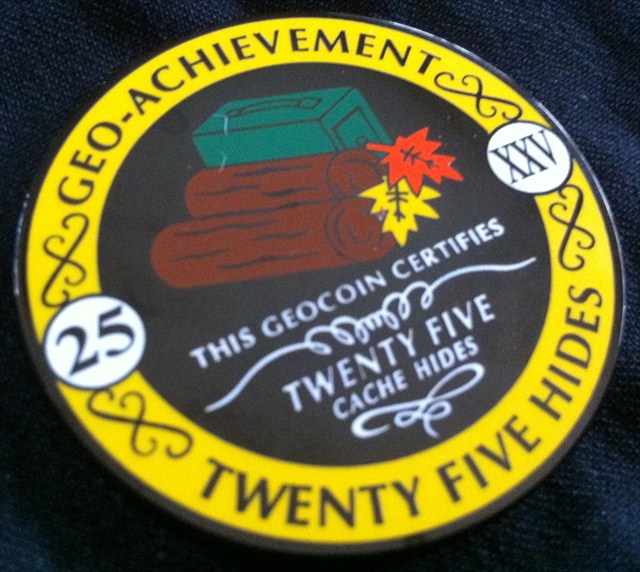 GEO-ACHIEVEMENT
XXV
25
THIS GEOCOIN CERTIFIES
TWENTY FIVE
CACHE HIDES
TWENTY FIVE HIDES